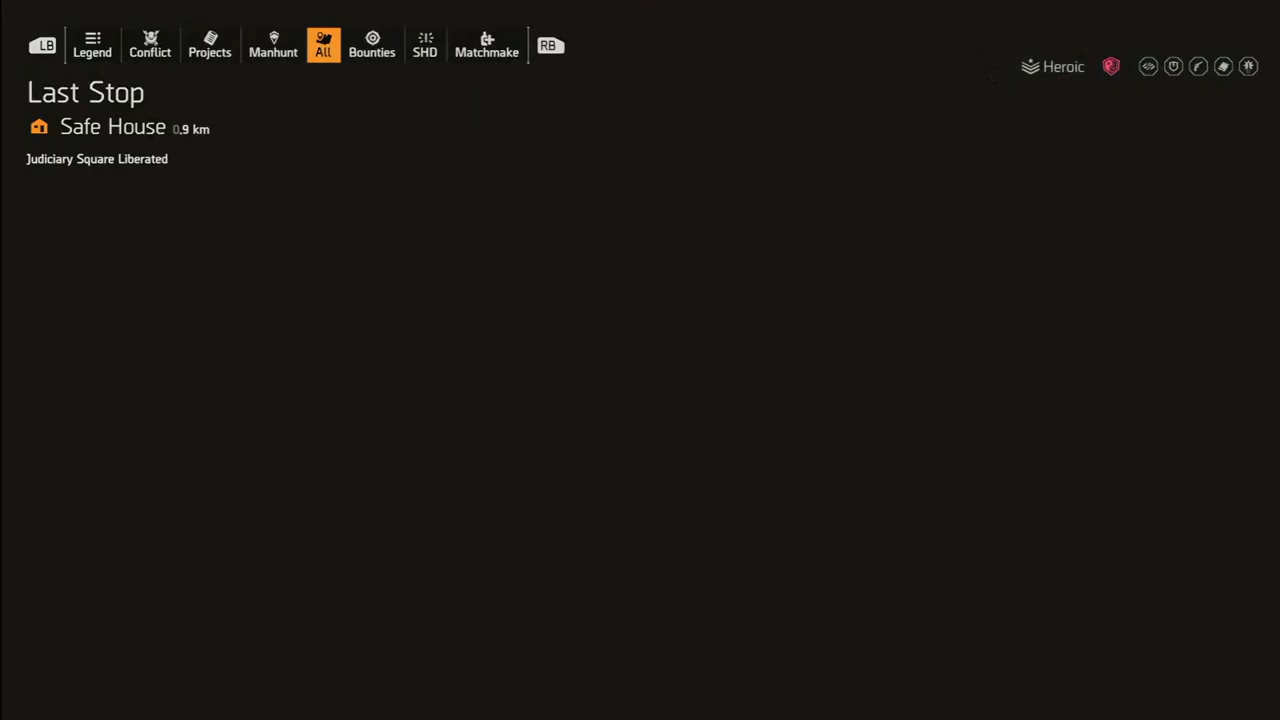 LB Legend Conflict Projects Manhunt All Bounties SHD Matchmake RB
Heroic
Last Stop
Safe House 0.9 km
Judiciary Square Liberated